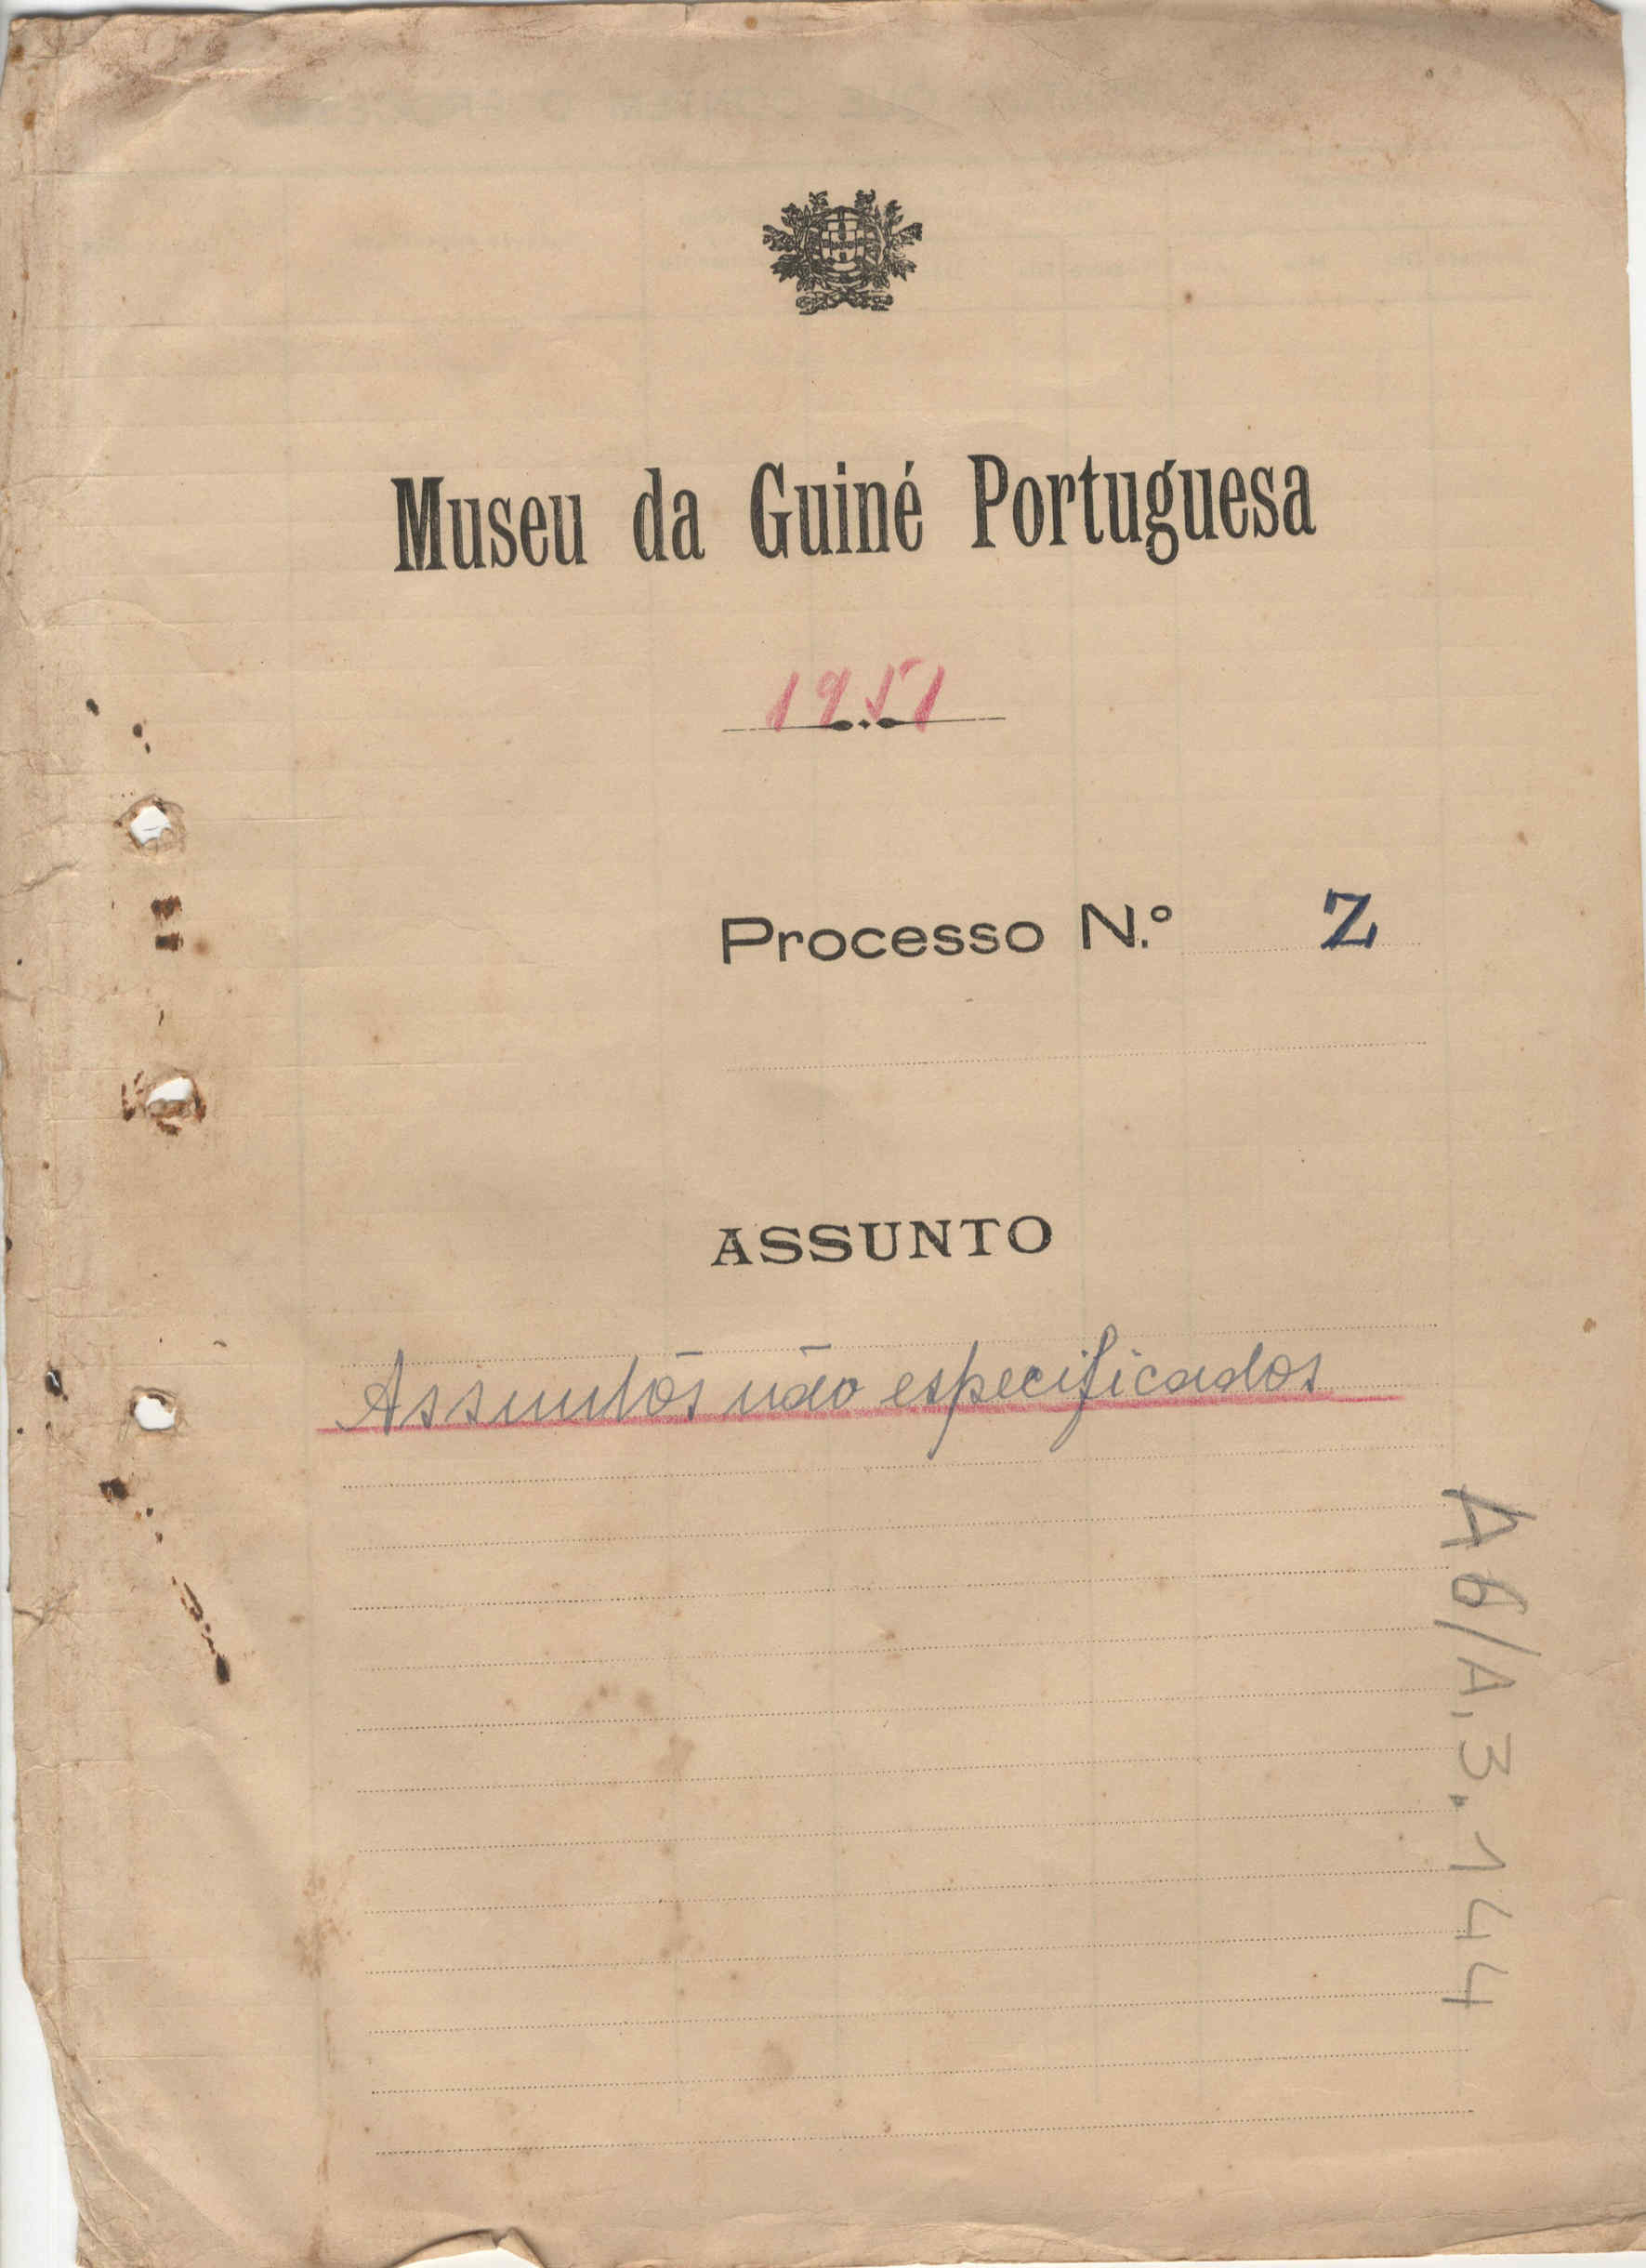 Museu da Guiné Portuguesa
1951
Processo N.º Z
ASSUNTO
Assuntos não especificados
A6/A.3.144